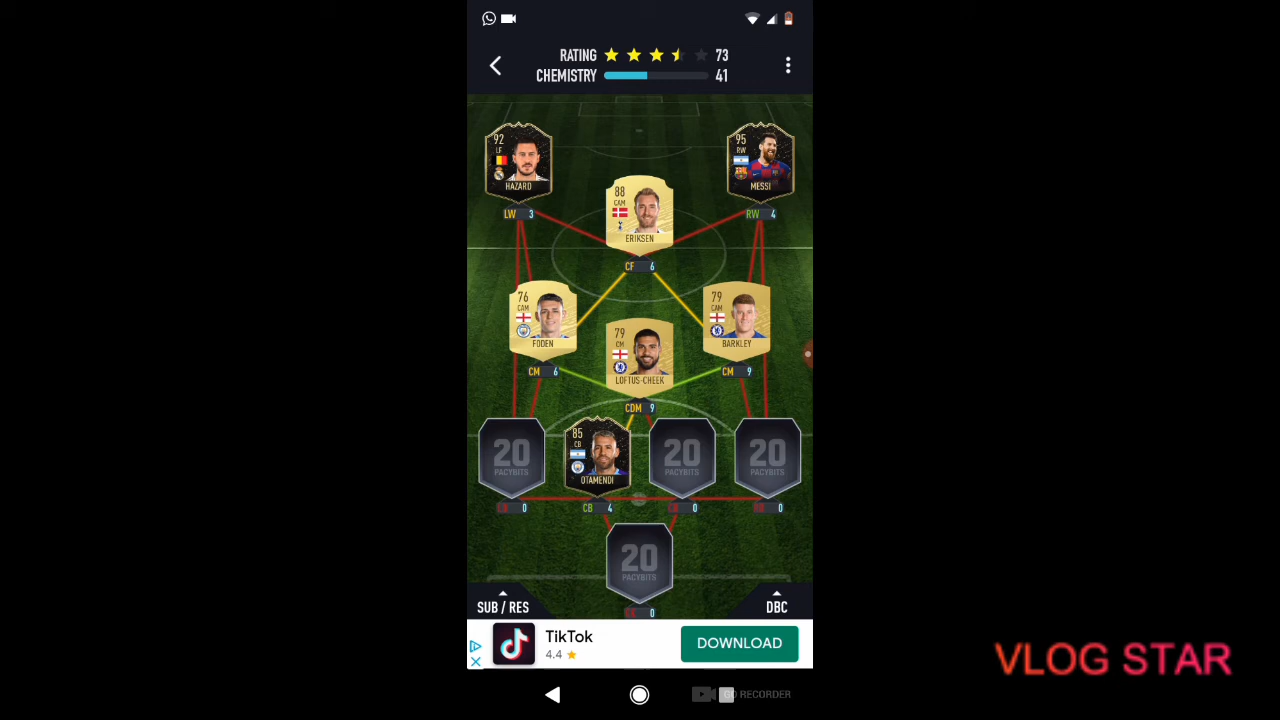 RATING 73
CHEMISTRY 41
92
LF
HAZARD
LW 3
95
RW
MESSI
RW 4
88
CAM
ERIKSEN
CF 6
76
CAM
FODEN
CM 6
79
CM
LOFTUS-CHEEK
CDM 9
79
CAM
BARKLEY
CM 9
20
PACYBITS
0
85
CB
OTAMENDI
CB 4
20
PACYBITS
0
20
PACYBITS
0
20
PACYBITS
0
SUB / RES
DBC
TikTok
4.4
DOWNLOAD
GO RECORDER
VLOG STAR